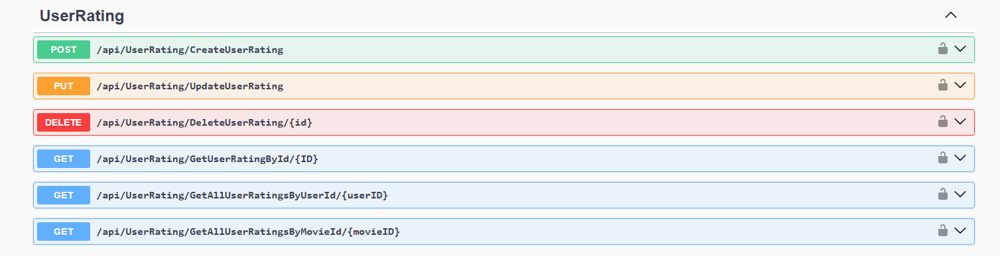 UserRating
POST /api/UserRating/CreateUserRating
PUT /api/UserRating/UpdateUserRating
DELETE /api/UserRating/DeleteUserRating/{id}
GET /api/UserRating/GetUserRatingById/{ID}
GET /api/UserRating/GetAllUserRatingsByUserId/{userID}
GET /api/UserRating/GetAllUserRatingsByMovieId/{movieID}